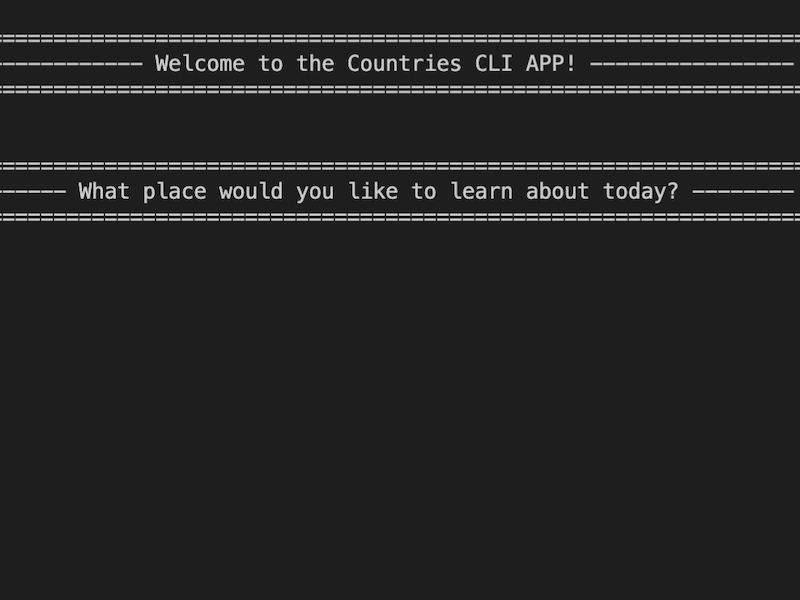 ===============================================================
----------- Welcome to the Countries CLI APP! ----------------
===============================================================
===============================================================
----- What place would you like to learn about today? --------
===============================================================